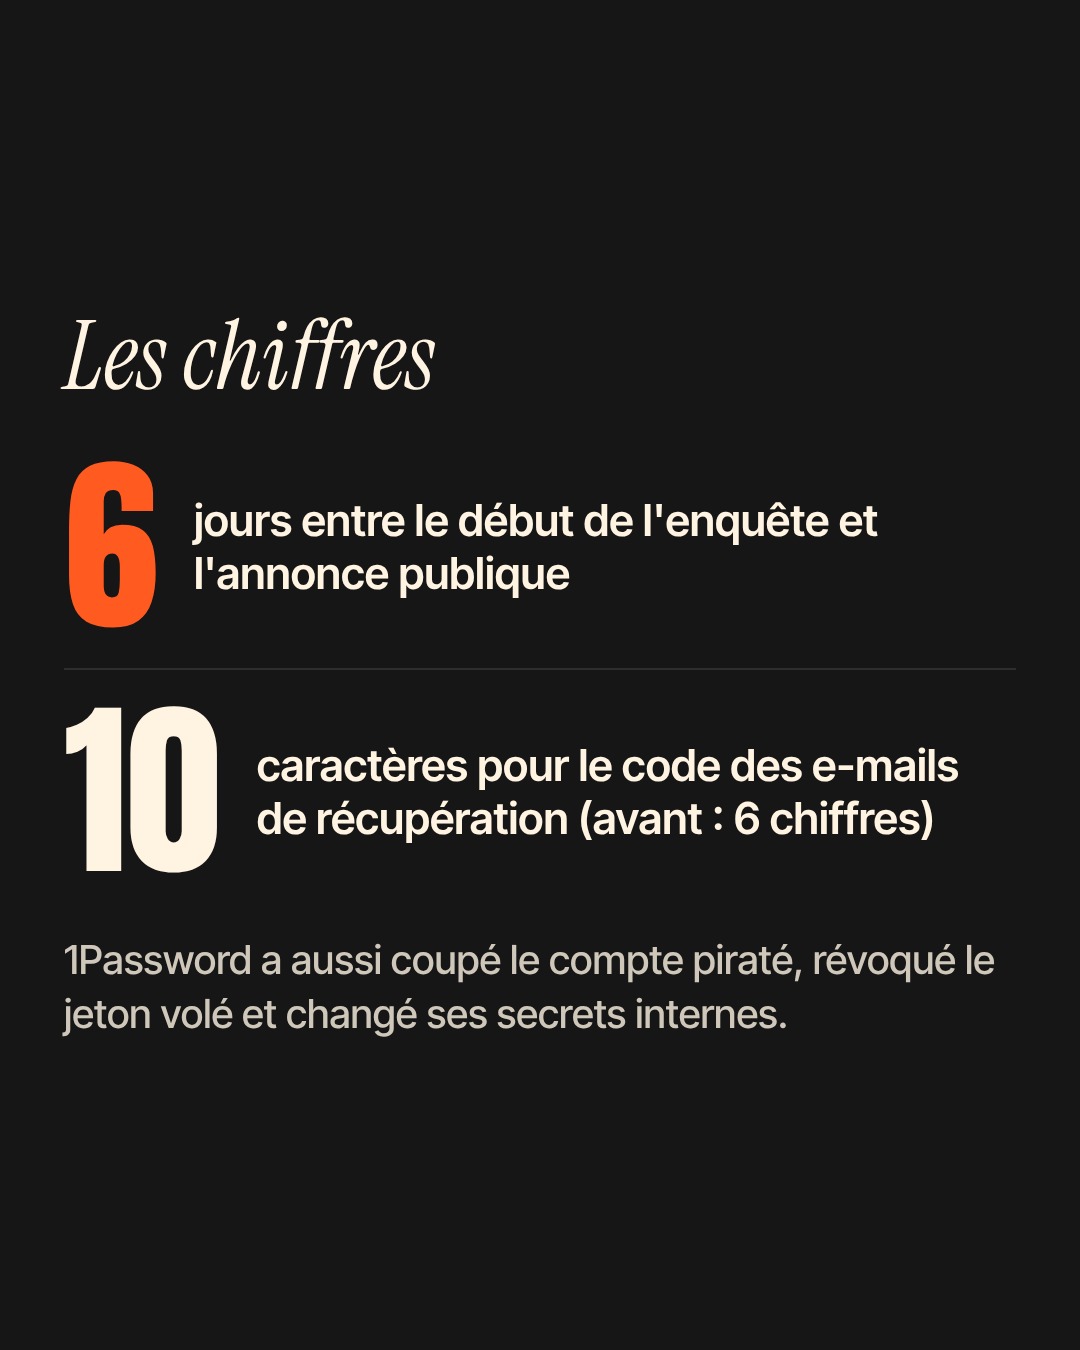 Les chiffres
6
jours entre le début de l'enquête et
l'annonce publique
10
caractères pour le code des e-mails
de récupération (avant : 6 chiffres)
1Password a aussi coupé le compte piraté, révoqué le
jeton volé et changé ses secrets internes.